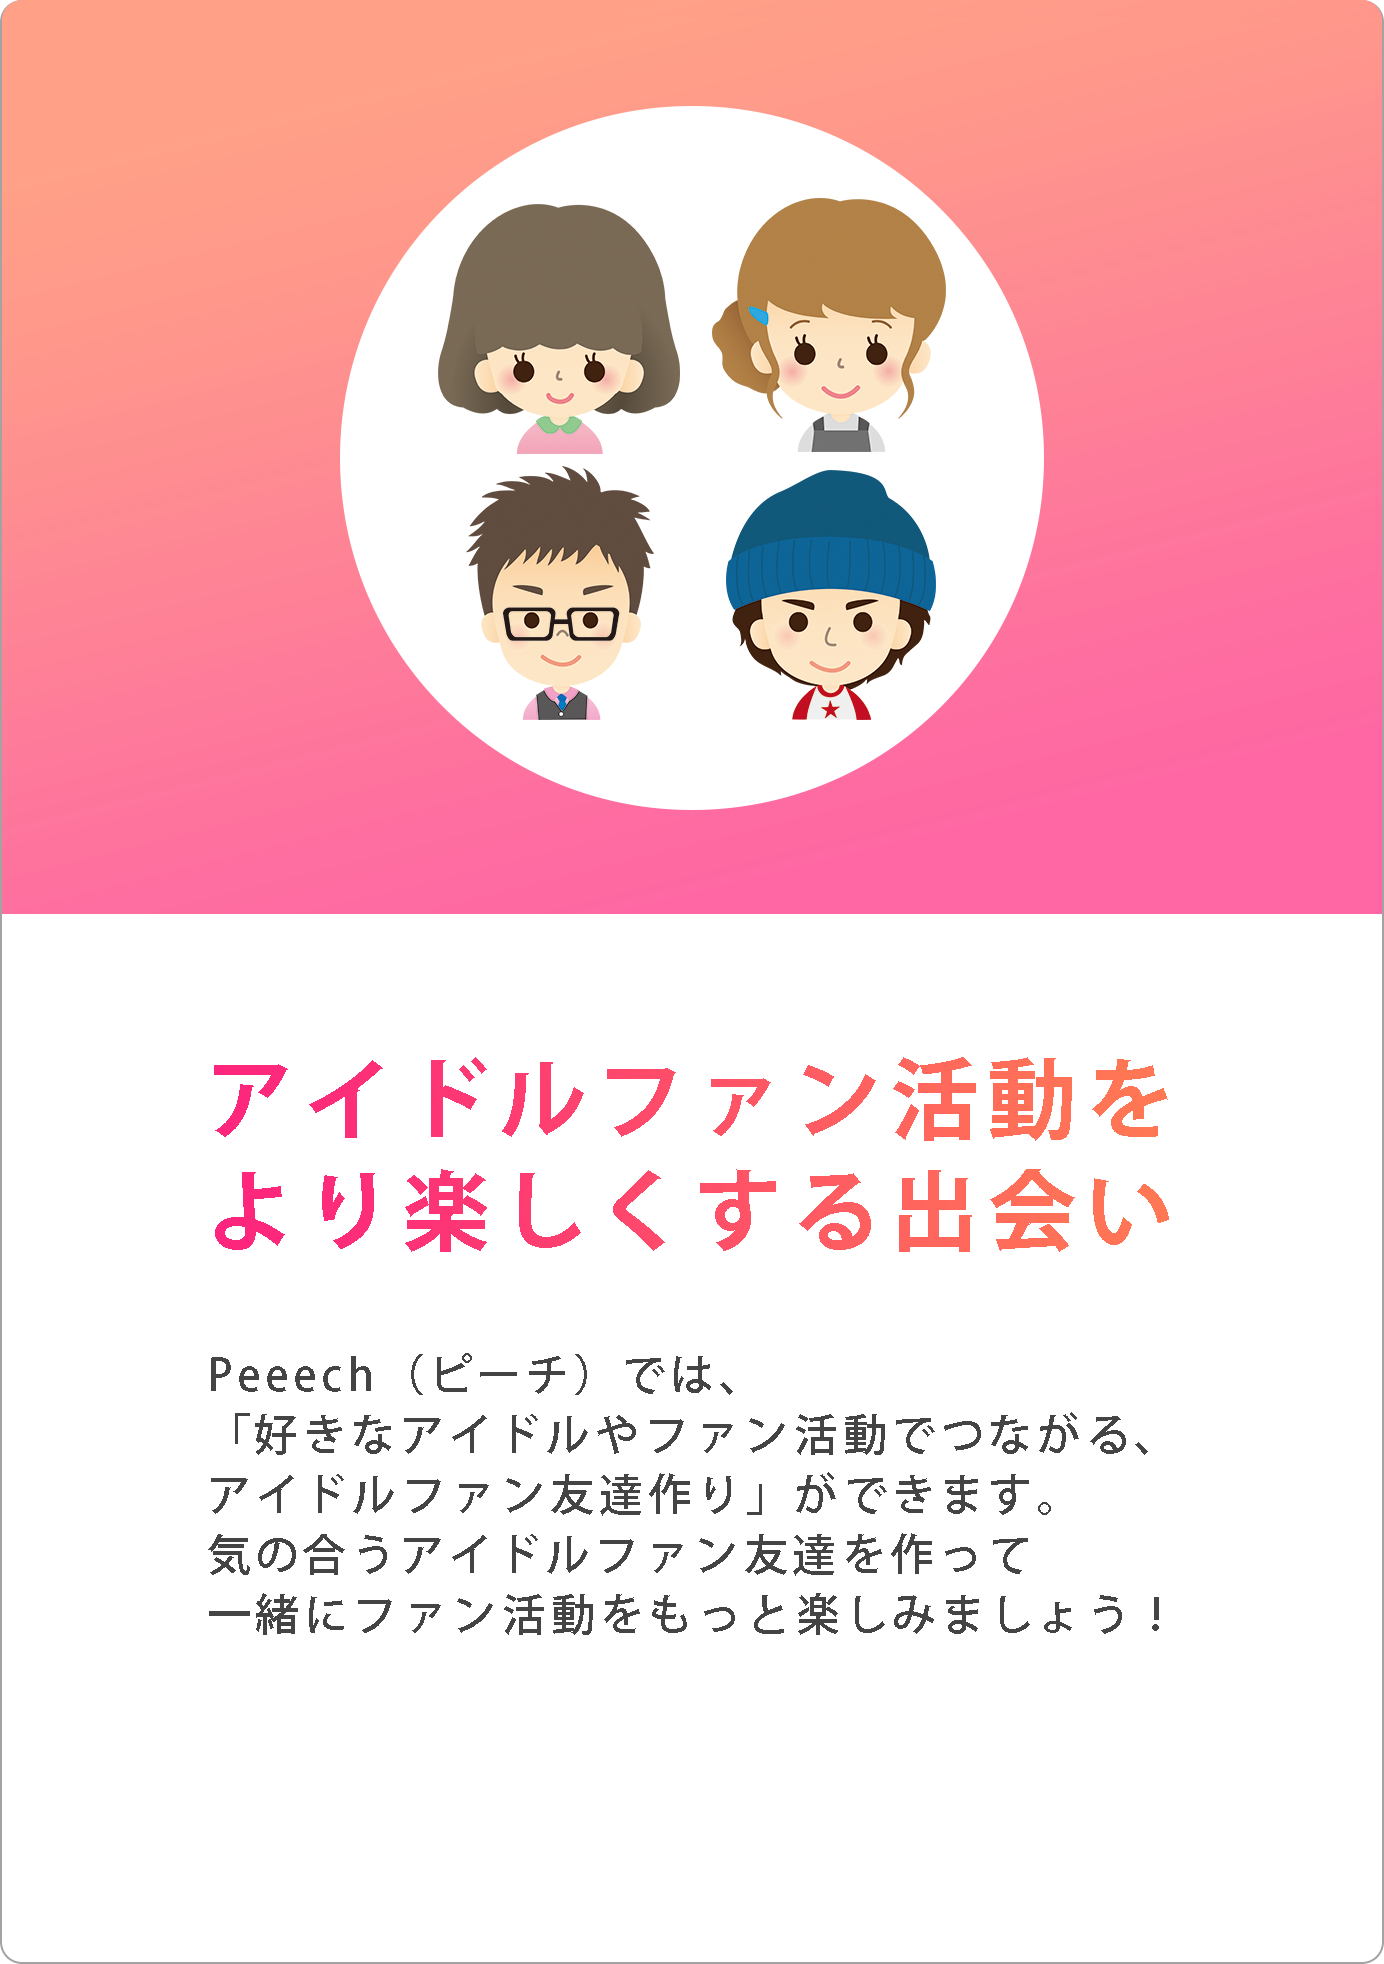 アイドルファン活動を
より楽しくする出会い
Peeech（ピーチ）では、
「好きなアイドルやファン活動でつながる、
アイドルファン友達作り」ができます。
気の合うアイドルファン友達を作って
一緒にファン活動をもっと楽しみましょう！